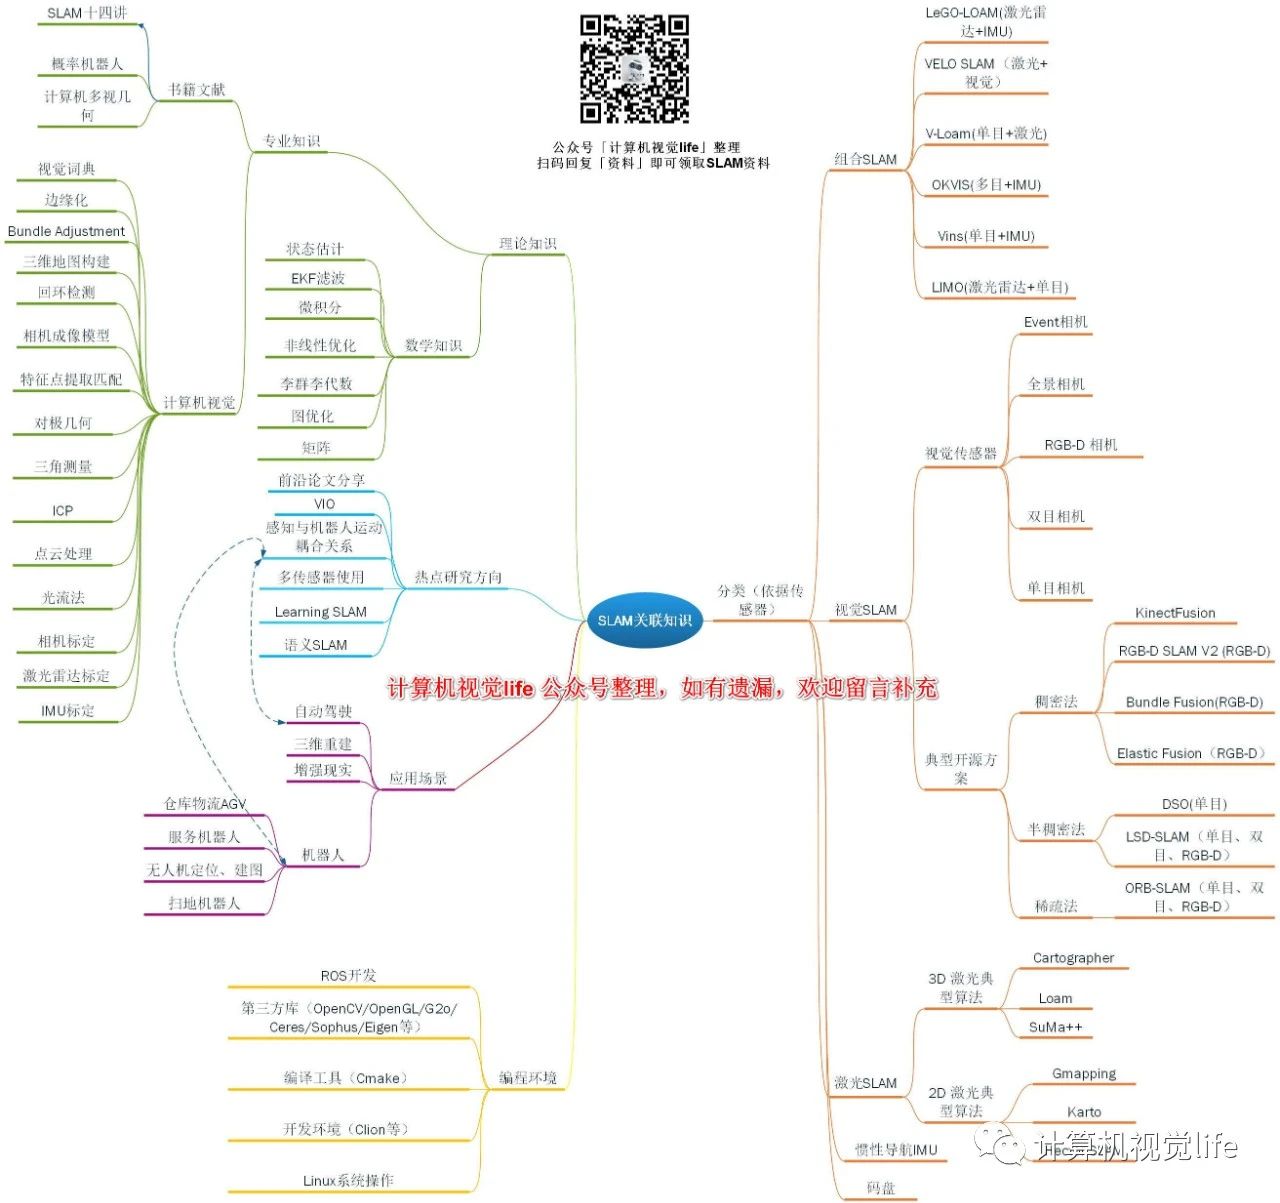 SLAM十四讲
概率机器人
计算机多视几
何
书籍文献
专业知识
视觉词典
边缘化
Bundle Adjustment
三维地图构建
回环检测
相机成像模型
特征点提取匹配
对极几何
三角测量
ICP
点云处理
光流法
相机标定
激光雷达标定
IMU标定
计算机视觉
理论知识
状态估计
EKF滤波
微积分
非线性优化
李群李代数
图优化
矩阵
数学知识
前沿论文分享
VIO
感知与机器人运动
耦合关系
多传感器使用
Learning SLAM
语义SLAM
热点研究方向
自动驾驶
三维重建
增强现实
应用场景
仓库物流AGV
服务机器人
无人机定位、建图
扫地机器人
机器人
ROS开发
第三方库（OpenCV/OpenGL/G2o/
Ceres/Sophus/Eigen等）
编译工具（Cmake）
开发环境（Clion等）
Linux系统操作
编程环境
公众号「计算机视觉life」整理
扫码回复「资料」即可领取SLAM资料
SLAM关联知识
计算机视觉life 公众号整理，如有遗漏，欢迎留言补充
分类（依据传
感器）
组合SLAM
LeGO-LOAM(激光雷
达+IMU)
VELO SLAM（激光+
视觉）
V-Loam(单目+激光)
OKVIS(多目+IMU)
Vins(单目+IMU)
LIMO(激光雷达+单目)
视觉SLAM
视觉传感器
Event相机
全景相机
RGB-D 相机
双目相机
单目相机
典型开源方
案
稠密法
KinectFusion
RGB-D SLAM V2 (RGB-D)
Bundle Fusion(RGB-D)
Elastic Fusion（RGB-D）
半稠密法
DSO(单目)
LSD-SLAM（单目、双
目、RGB-D）
稀疏法
ORB-SLAM（单目、双
目、RGB-D）
激光SLAM
3D 激光典
型算法
Cartographer
Loam
SuMa++
2D 激光典
型算法
Gmapping
Karto
惯性导航IMU
码盘
计算机视觉life